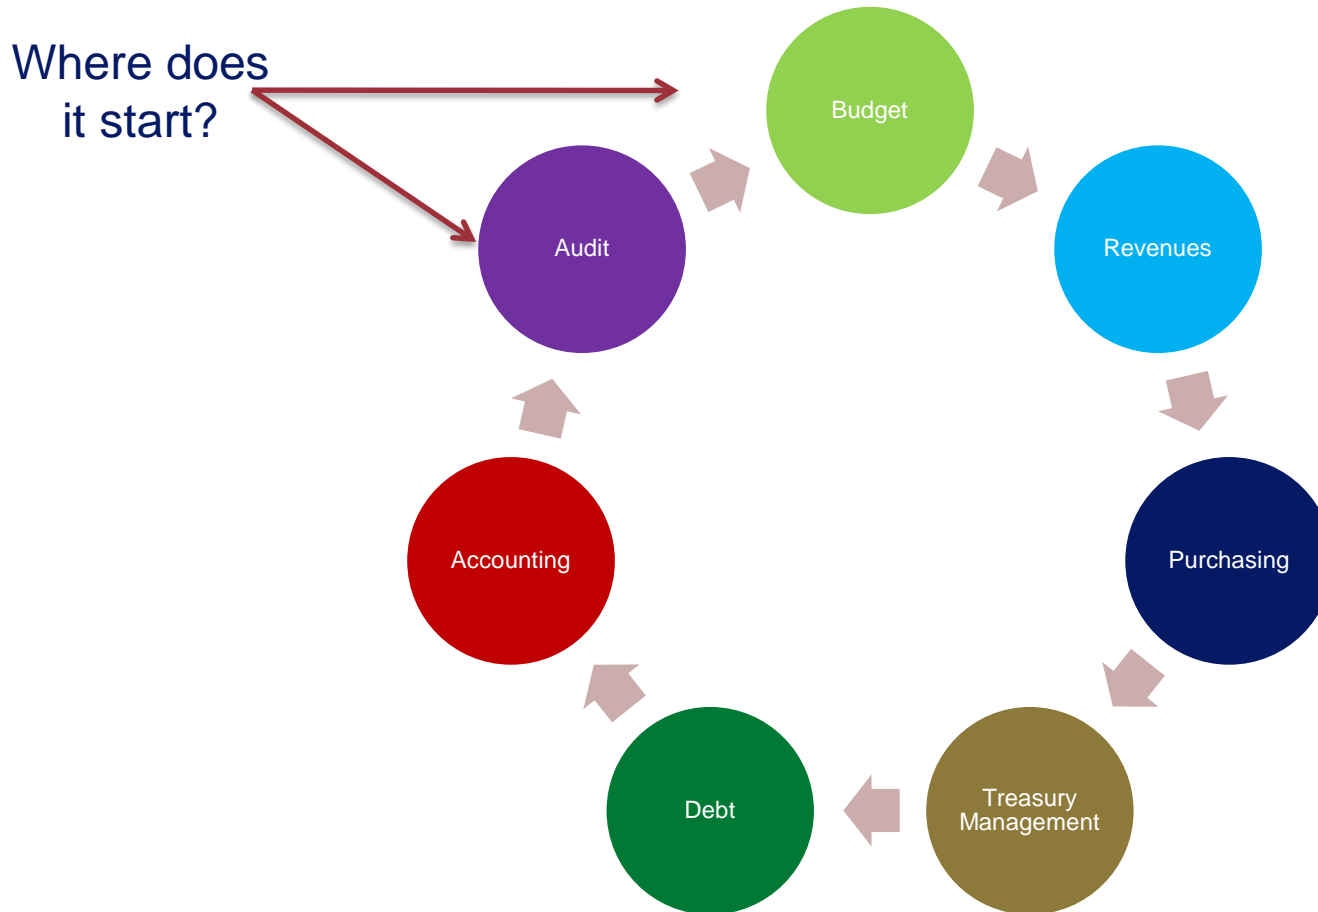 Where does
it start?
Budget
Revenues
Purchasing
Treasury
Management
Debt
Accounting
Audit